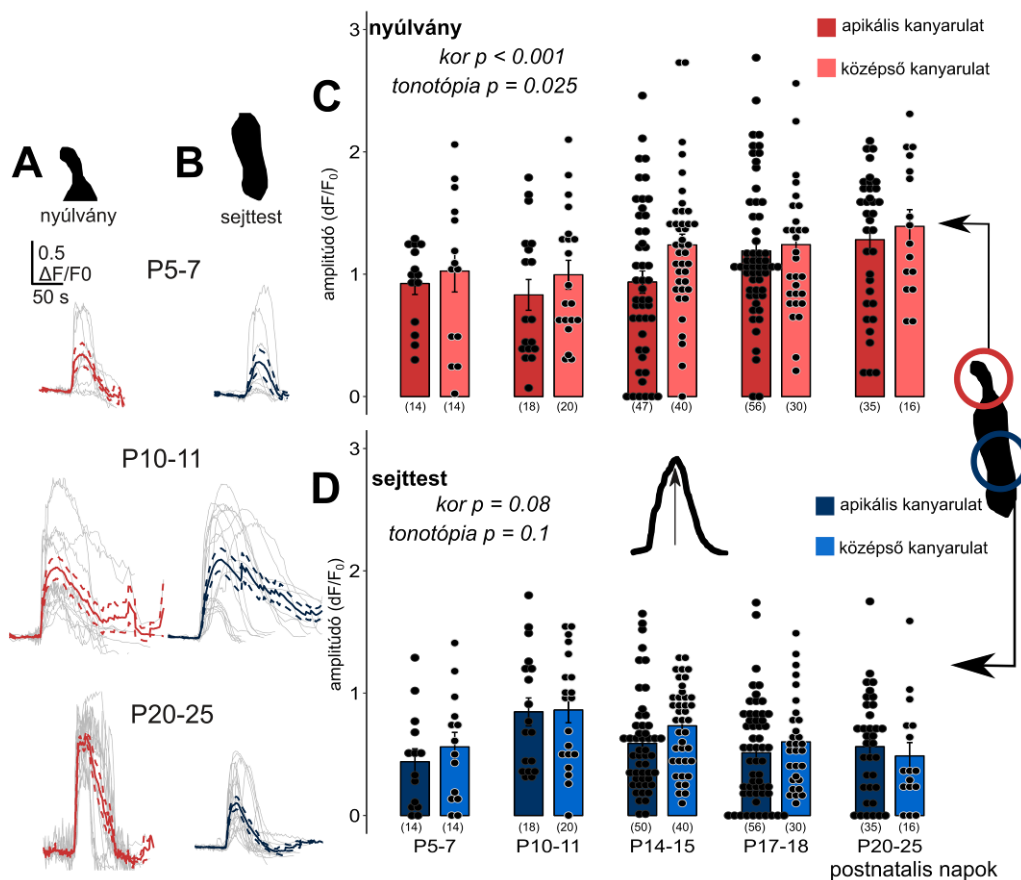 A
nyúlvány
B
sejttest
0.5
ΔF/F0
50 s
P5-7
P10-11
P20-25
C
nyúlvány
kor p < 0.001
tonotópia p = 0.025
apikális kanyarulat
középső kanyarulat
amplitúdó (dF/F₀)
3
2
1
0
(14) (14) (18) (20) (47) (40) (56) (30) (35) (16)
D
sejttest
kor p = 0.08
tonotópia p = 0.1
apikális kanyarulat
középső kanyarulat
amplitúdó (dF/F₀)
3
2
1
0
(14) (14) (18) (20) (50) (40) (56) (30) (35) (16)
P5-7 P10-11 P14-15 P17-18 P20-25
postnatalis napok